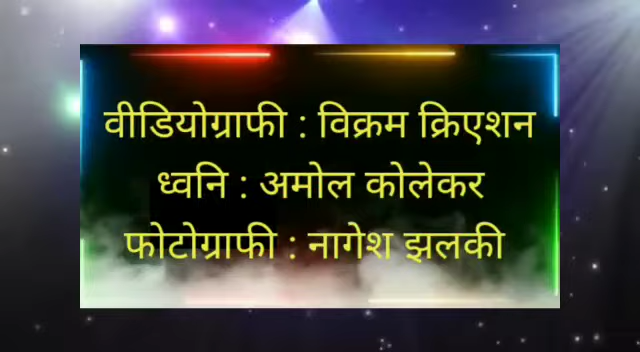 वीडियोग्राफी : विक्रम क्रिएशन
ध्वनि : अमोल कोलेकर
फोटोग्राफी : नागेश झलकी